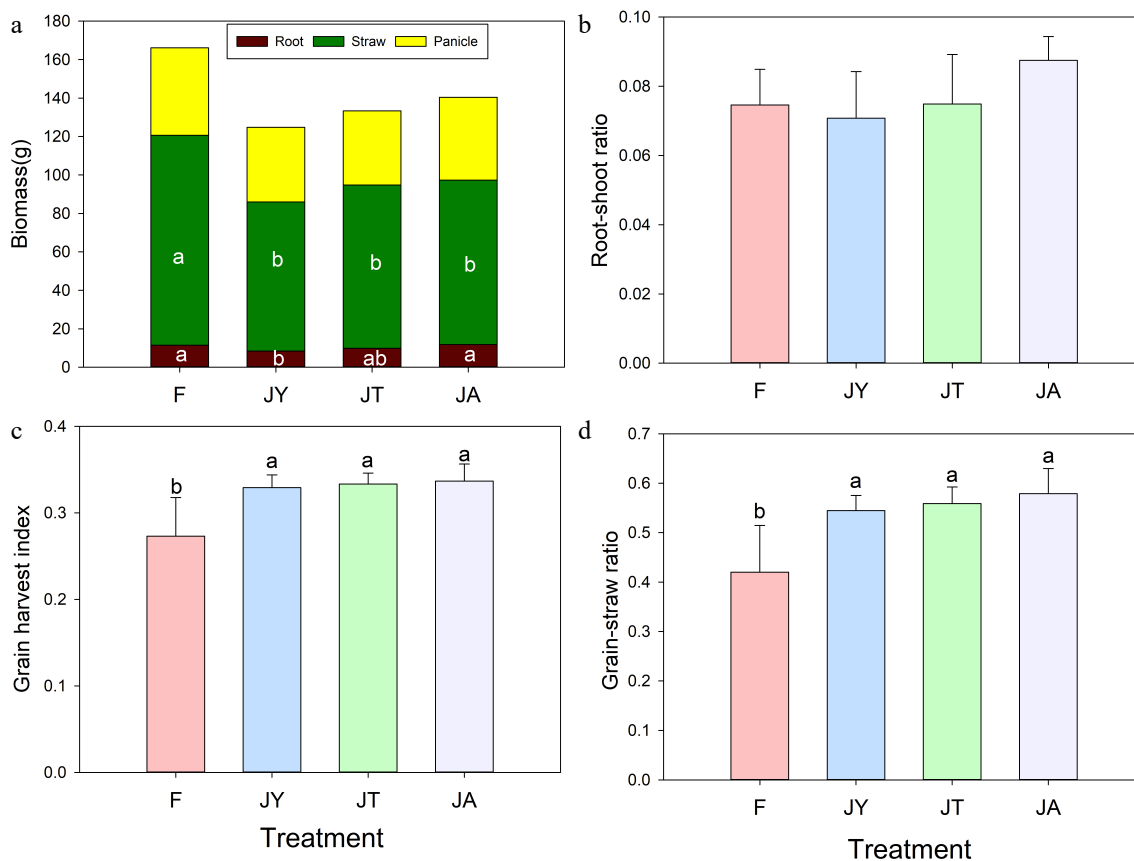 a
Biomass(g)
180
160
140
120
100
80
60
40
20
0
Root Straw Panicle
a b b b
a b ab a
F JY JT JA
b
Root-shoot ratio
0.10
0.08
0.06
0.04
0.02
0.00
F JY JT JA
c
Grain harvest index
0.4
0.3
0.2
0.1
0.0
b a a a
F JY JT JA
Treatment
d
Grain-straw ratio
0.7
0.6
0.5
0.4
0.3
0.2
0.1
0.0
b a a a
F JY JT JA
Treatment